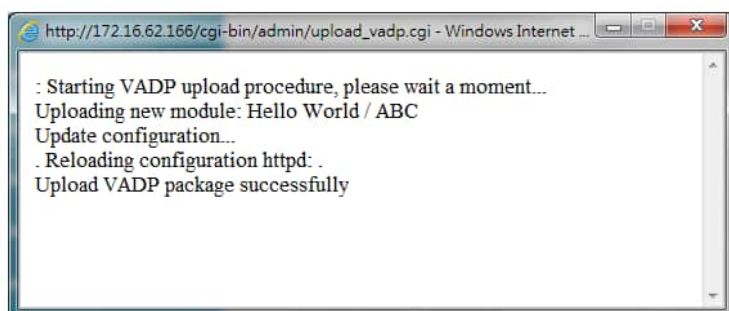 http://172.16.62.166/cgi-bin/admin/upload_vadp.cgi - Windows Internet ...
: Starting VADP upload procedure, please wait a moment...
Uploading new module: Hello World / ABC
Update configuration...
. Reloading configuration httpd: .
Upload VADP package successfully